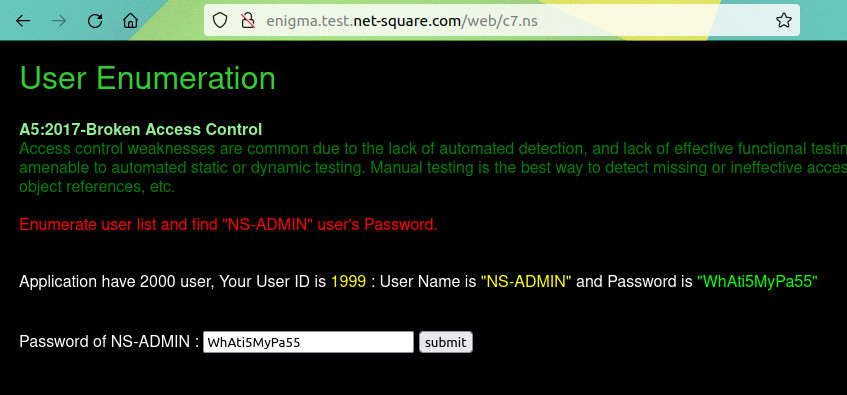 enigma.test.net-square.com/web/c7.ns
User Enumeration
A5:2017-Broken Access Control
Access control weaknesses are common due to the lack of automated detection, and lack of effective functional testin
amenable to automated static or dynamic testing. Manual testing is the best way to detect missing or ineffective acces
object references, etc.
Enumerate user list and find "NS-ADMIN" user's Password.
Application have 2000 user, Your User ID is 1999 : User Name is "NS-ADMIN" and Password is "WhAti5MyPa55"
Password of NS-ADMIN : WhAti5MyPa55 submit